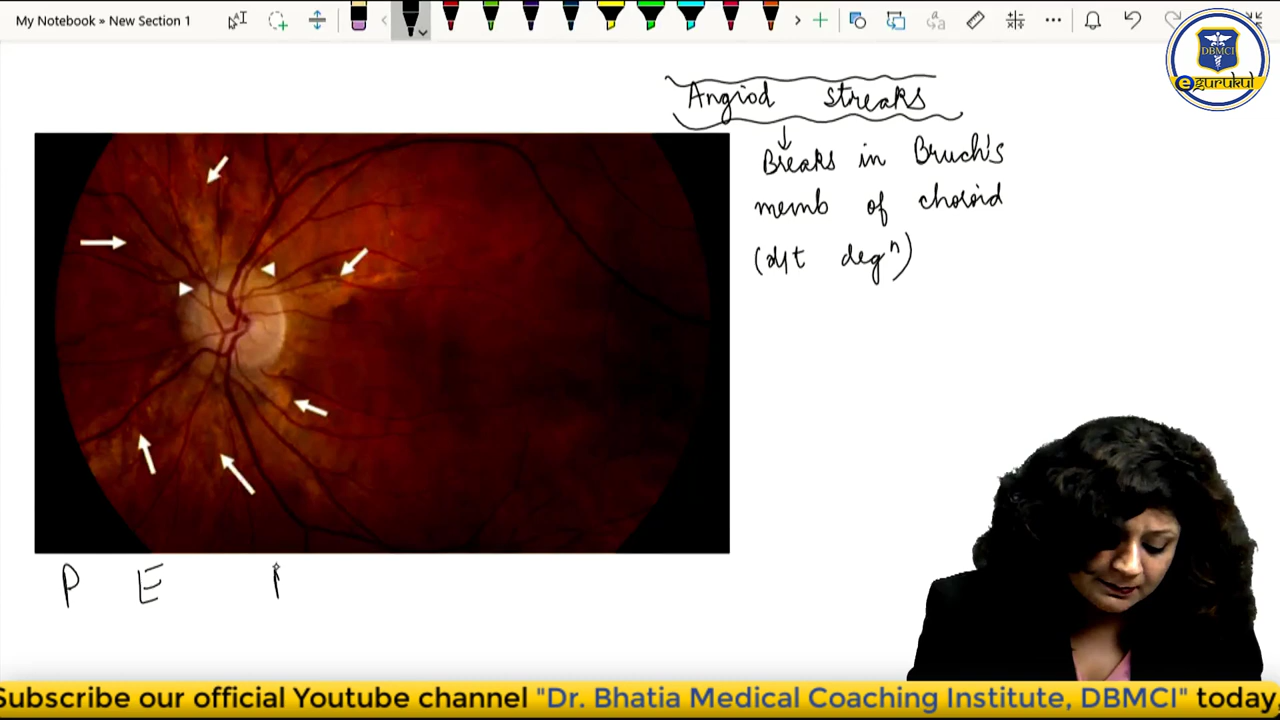 My Notebook » New Section 1
DBMCI
egurukul
Angiod streaks
Breaks in Bruch's
memb of choroid
(d/t degⁿ)
P E
Subscribe our official Youtube channel "Dr. Bhatia Medical Coaching Institute, DBMCI" today,